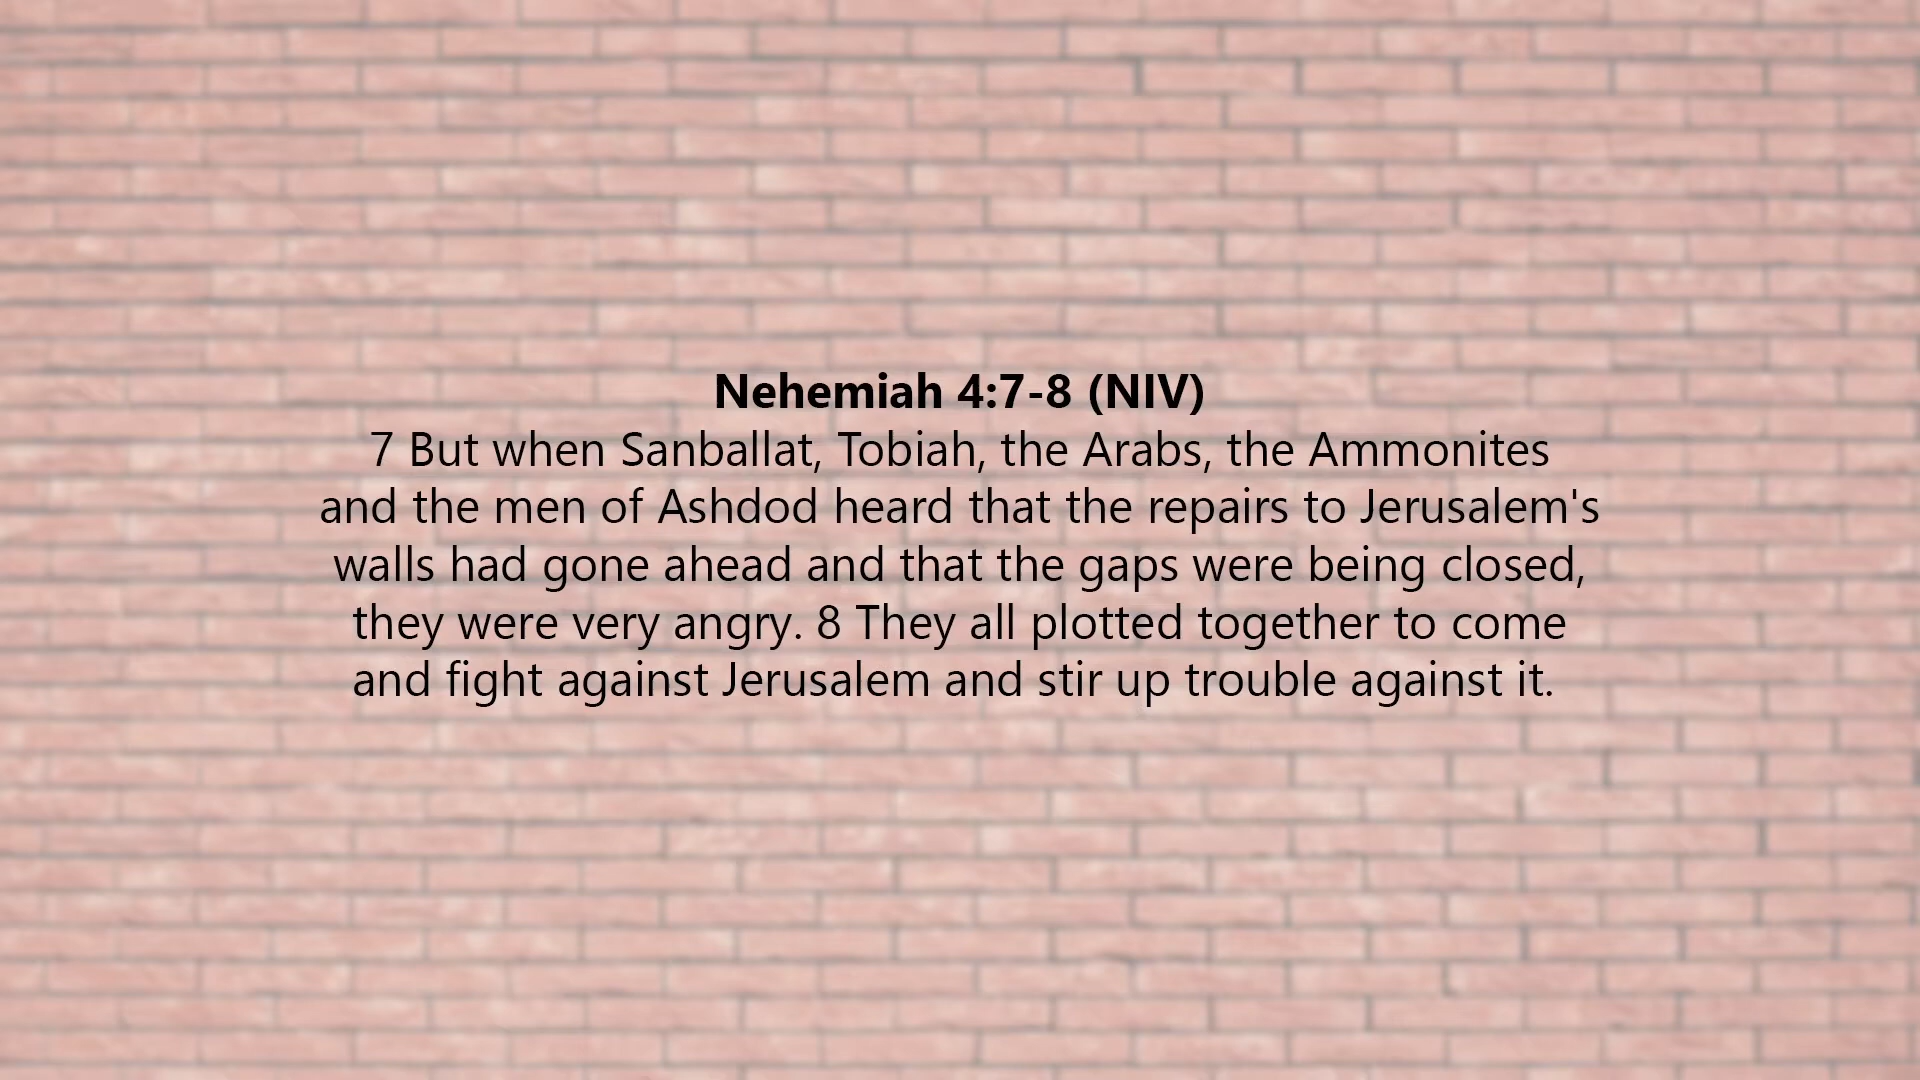 Nehemiah 4:7-8 (NIV)
7 But when Sanballat, Tobiah, the Arabs, the Ammonites
and the men of Ashdod heard that the repairs to Jerusalem's
walls had gone ahead and that the gaps were being closed,
they were very angry. 8 They all plotted together to come
and fight against Jerusalem and stir up trouble against it.